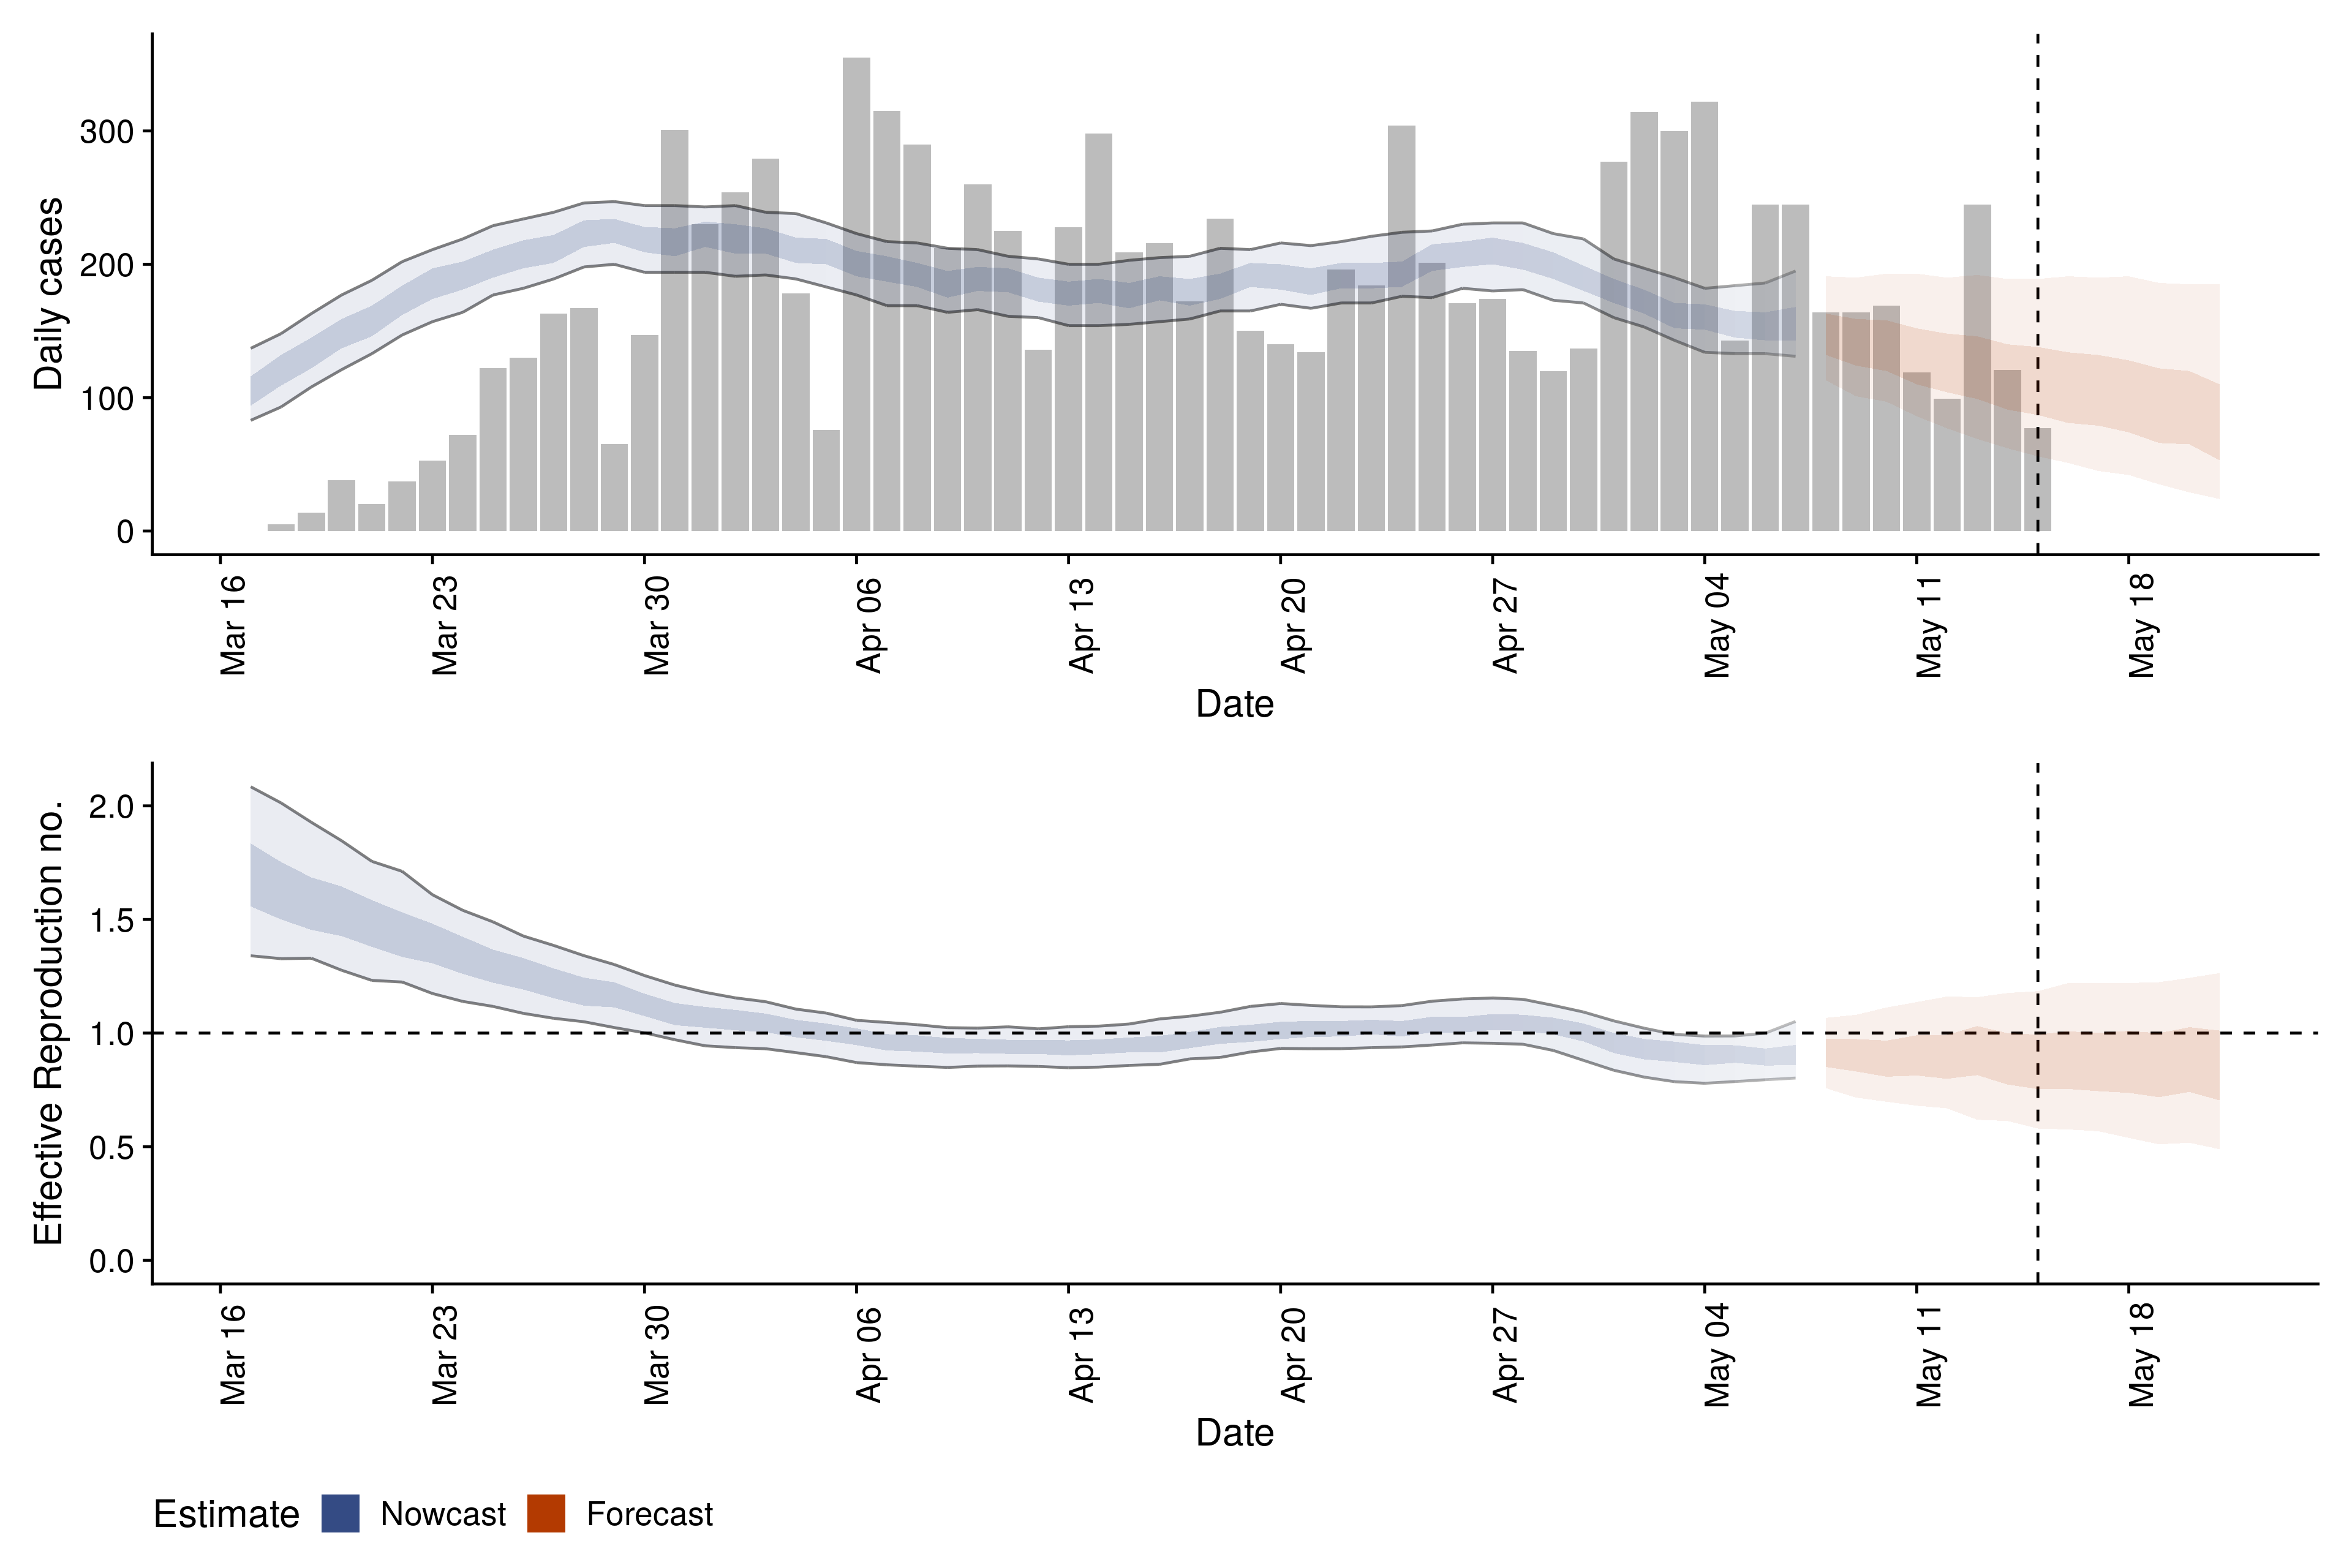 Daily cases
300
200
100
0
Mar 16
Mar 23
Mar 30
Apr 06
Apr 13
Apr 20
Apr 27
May 04
May 11
May 18
Date
Effective Reproduction no.
2.0
1.5
1.0
0.5
0.0
Mar 16
Mar 23
Mar 30
Apr 06
Apr 13
Apr 20
Apr 27
May 04
May 11
May 18
Date
Estimate Nowcast Forecast